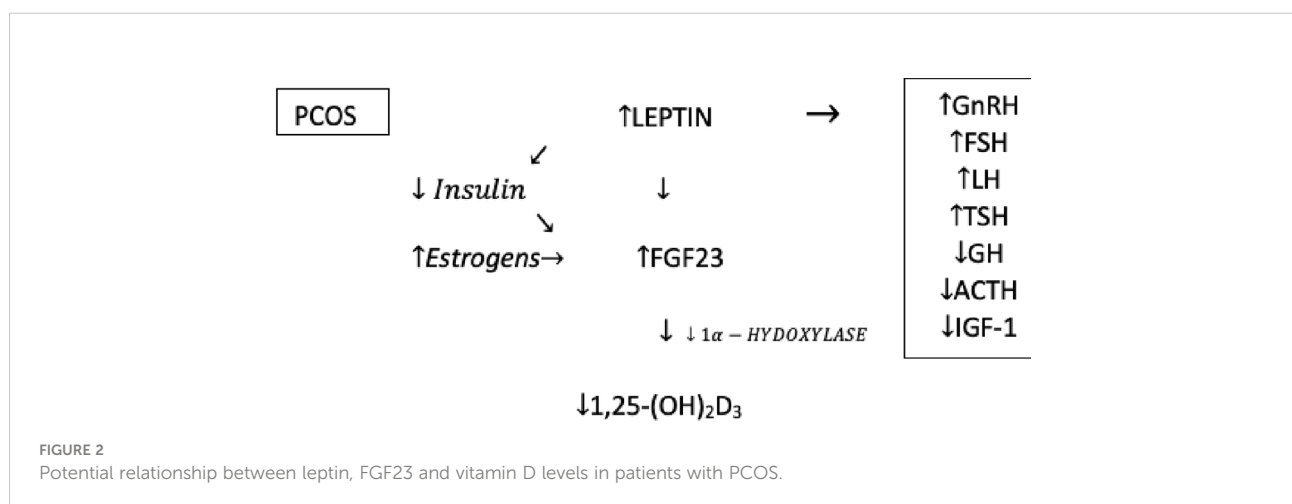 PCOS
↑LEPTIN →
↙
↓ Insulin ↓
↘
↑Estrogens→ ↑FGF23
↓ ↓ 1α − HYDOXYLASE
↓1,25-(OH)₂D₃
↑GnRH
↑FSH
↑LH
↑TSH
↓GH
↓ACTH
↓IGF-1
FIGURE 2
Potential relationship between leptin, FGF23 and vitamin D levels in patients with PCOS.